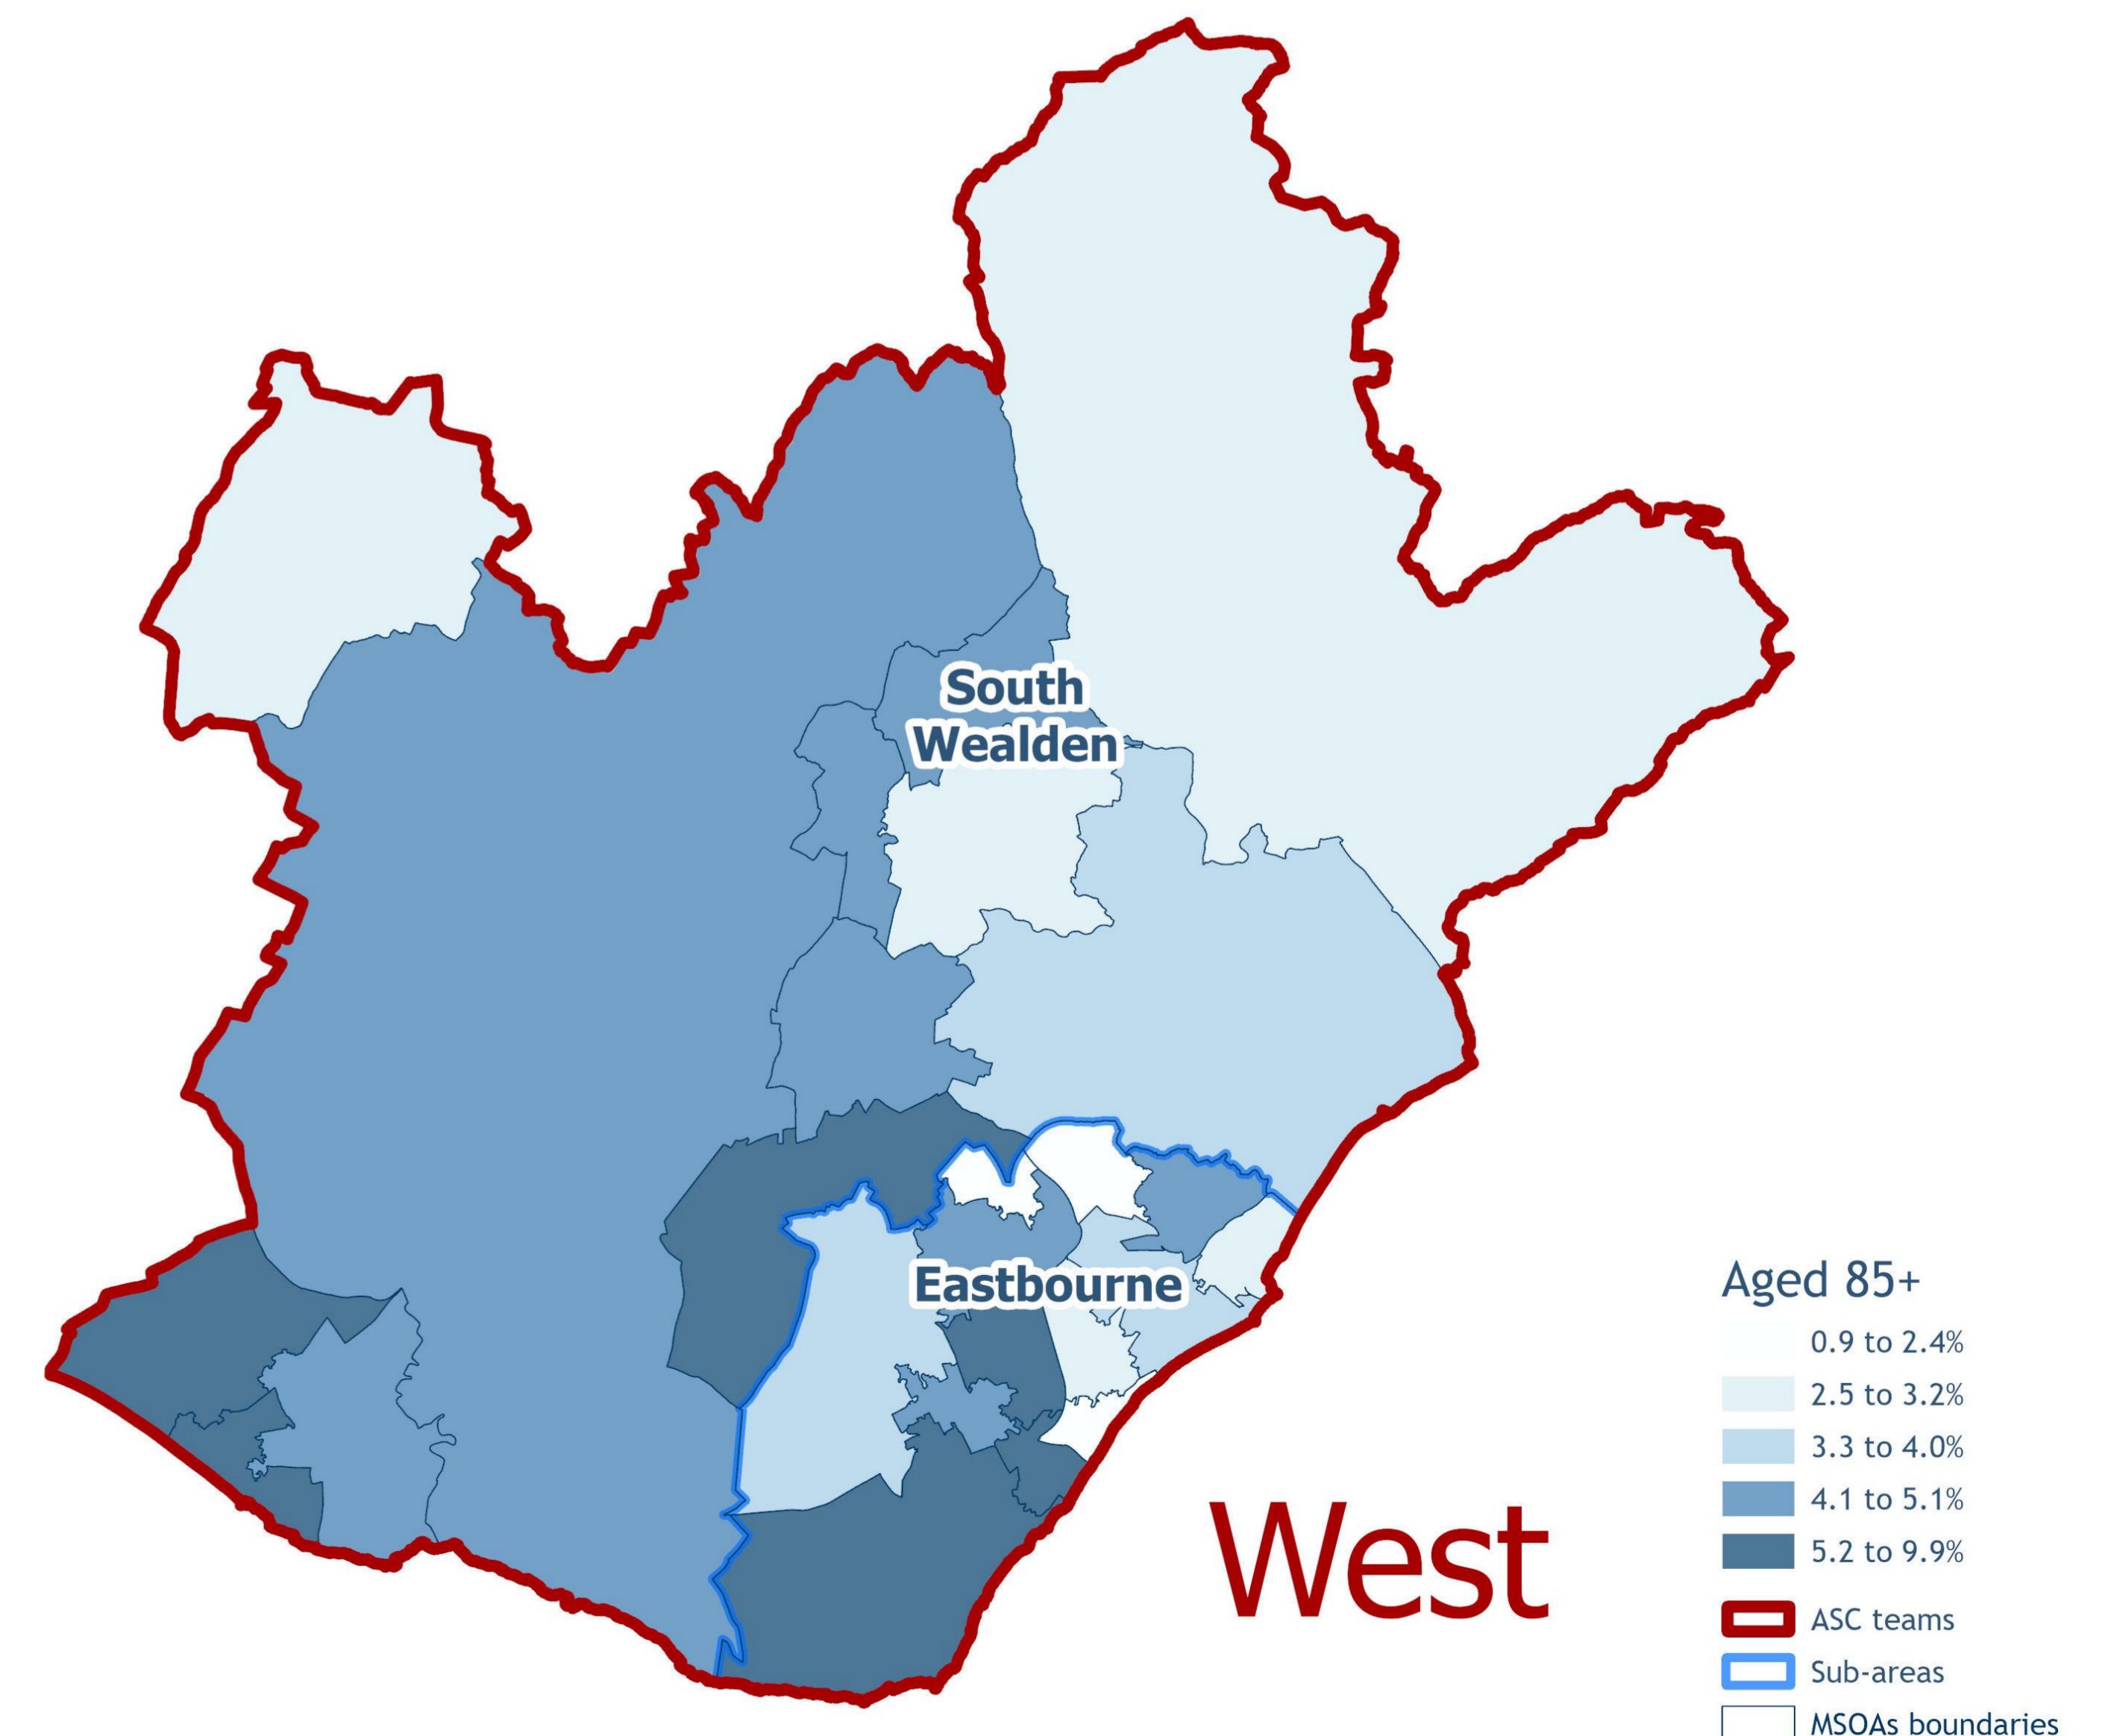 South
Wealden
Eastbourne
West
Aged 85+
0.9 to 2.4%
2.5 to 3.2%
3.3 to 4.0%
4.1 to 5.1%
5.2 to 9.9%
ASC teams
Sub-areas
MSOAs boundaries